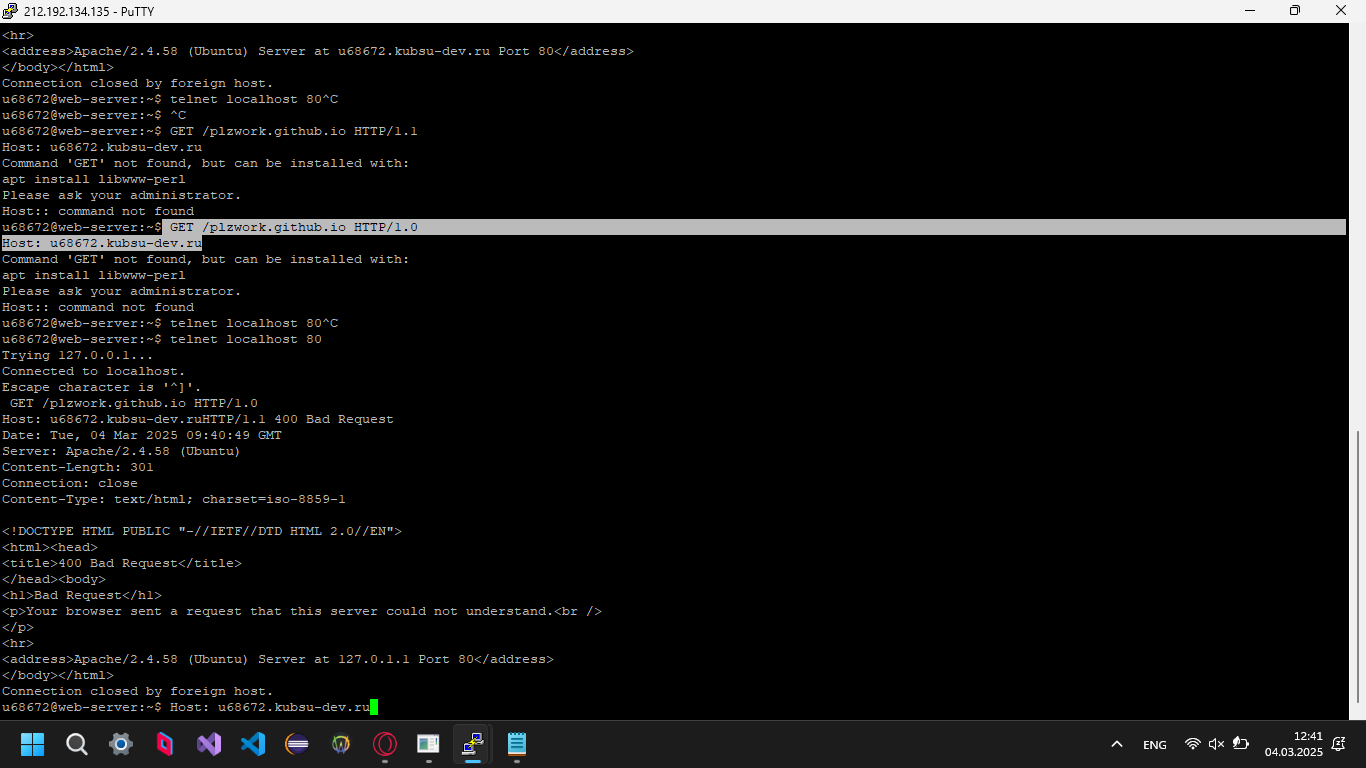 212.192.134.135 - PuTTY
<hr>
<address>Apache/2.4.58 (Ubuntu) Server at u68672.kubsu-dev.ru Port 80</address>
</body></html>
Connection closed by foreign host.
u68672@web-server:~$ telnet localhost 80^C
u68672@web-server:~$ ^C
u68672@web-server:~$ GET /plzwork.github.io HTTP/1.1
Host: u68672.kubsu-dev.ru
Command 'GET' not found, but can be installed with:
apt install libwww-perl
Please ask your administrator.
Host:: command not found
u68672@web-server:~$ GET /plzwork.github.io HTTP/1.0
Host: u68672.kubsu-dev.ru
Command 'GET' not found, but can be installed with:
apt install libwww-perl
Please ask your administrator.
Host:: command not found
u68672@web-server:~$ telnet localhost 80^C
u68672@web-server:~$ telnet localhost 80
Trying 127.0.0.1...
Connected to localhost.
Escape character is '^]'.
 GET /plzwork.github.io HTTP/1.0
Host: u68672.kubsu-dev.ruHTTP/1.1 400 Bad Request
Date: Tue, 04 Mar 2025 09:40:49 GMT
Server: Apache/2.4.58 (Ubuntu)
Content-Length: 301
Connection: close
Content-Type: text/html; charset=iso-8859-1

<!DOCTYPE HTML PUBLIC "-//IETF//DTD HTML 2.0//EN">
<html><head>
<title>400 Bad Request</title>
</head><body>
<h1>Bad Request</h1>
<p>Your browser sent a request that this server could not understand.<br />
</p>
<hr>
<address>Apache/2.4.58 (Ubuntu) Server at 127.0.1.1 Port 80</address>
</body></html>
Connection closed by foreign host.
u68672@web-server:~$ Host: u68672.kubsu-dev.ru
ENG
12:41
04.03.2025